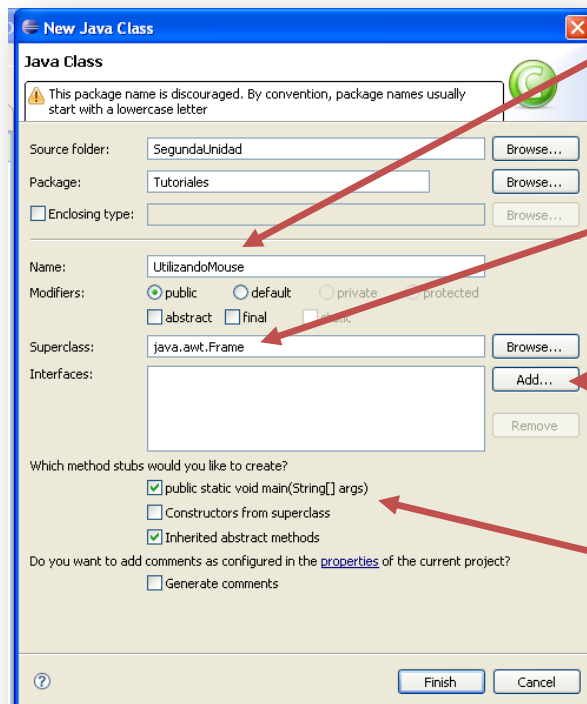 New Java Class
Java Class
This package name is discouraged. By convention, package names usually
start with a lowercase letter
Source folder: SegundaUnidad Browse...
Package: Tutoriales Browse...
Enclosing type: Browse...
Name: UtilizandoMouse
Modifiers: public default private protected
abstract final static
Superclass: java.awt.Frame Browse...
Interfaces: Add...
Remove
Which method stubs would you like to create?
public static void main(String[] args)
Constructors from superclass
Inherited abstract methods
Do you want to add comments as configured in the properties of the current project?
Generate comments
Finish Cancel